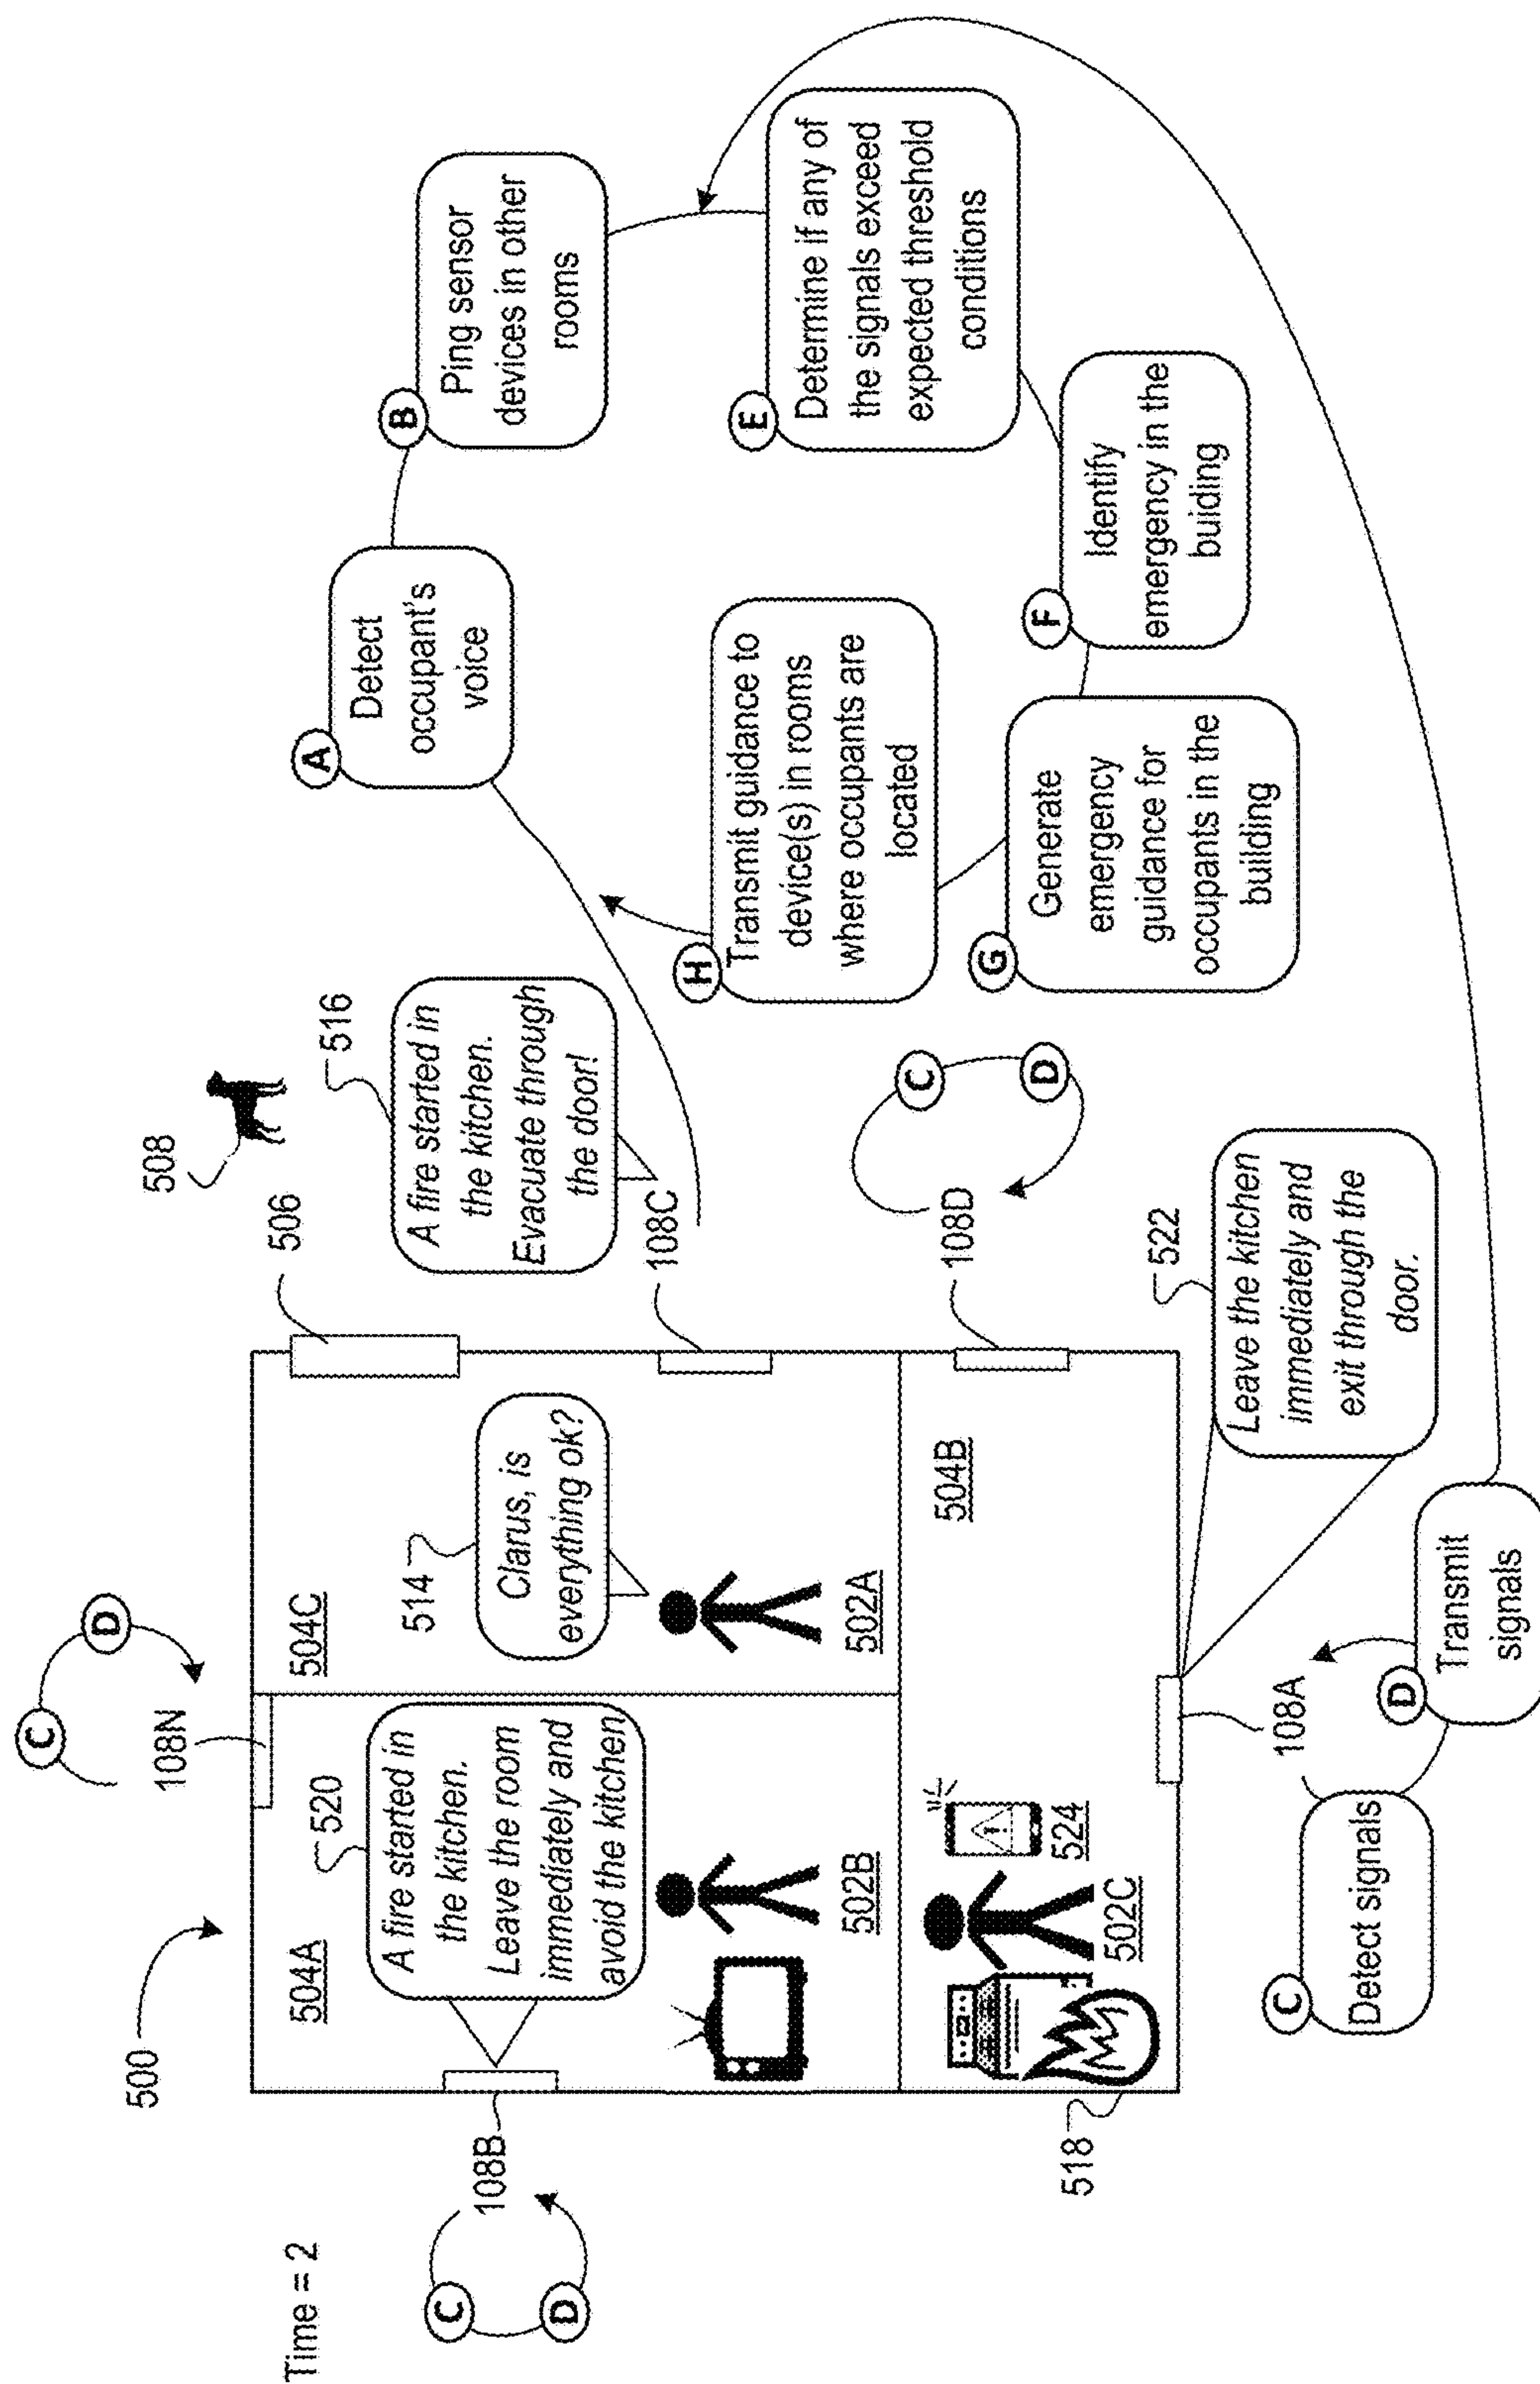 Time = 2
500
C
D
108N
504A
520
A fire started in
the kitchen.
Leave the room
immediately and
avoid the kitchen
504C
514
Clarus, is
everything ok?
506
508
516
A fire started in
the kitchen.
Evacuate through
the door!
C
D
108B
502B
502A
108C
A
Detect
occupant's
voice
B
Ping sensor
devices in other
rooms
H
Transmit guidance to
device(s) in rooms
where occupants are
located
E
Determine if any of
the signals exceed
expected threshold
conditions
518
502C
524
504B
108D
C
D
G
Generate
emergency
guidance for
occupants in the
building
F
Identify
emergency in the
buiding
522
Leave the kitchen
immediately and
exit through the
door.
108A
C
Detect signals
D
Transmit
signals